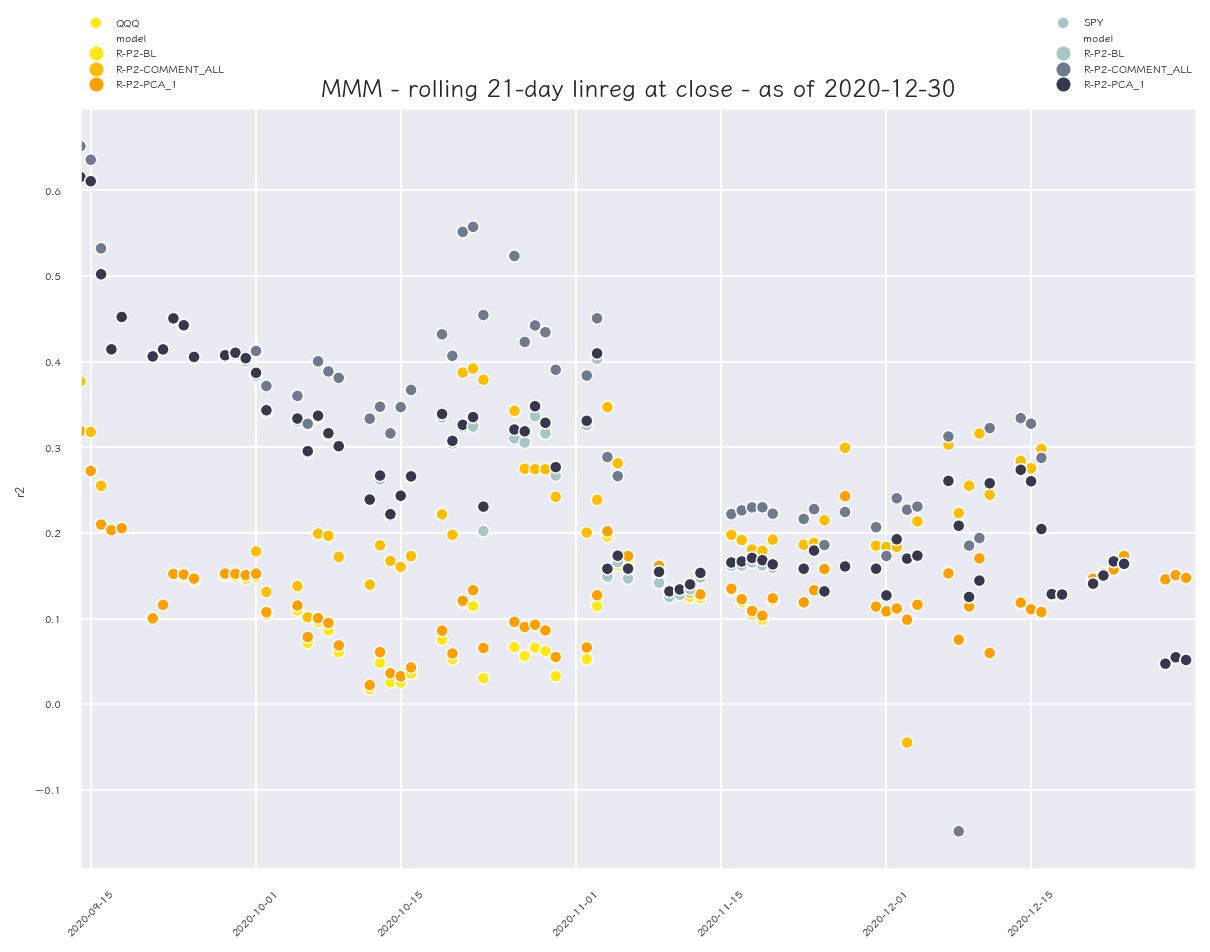 QQQ
model
R-P2-BL
R-P2-COMMENT_ALL
R-P2-PCA_1
SPY
model
R-P2-BL
R-P2-COMMENT_ALL
R-P2-PCA_1
MMM - rolling 21-day linreg at close - as of 2020-12-30
0.6
0.5
0.4
0.3
0.2
0.1
0.0
−0.1
r2
2020-09-15
2020-10-01
2020-10-15
2020-11-01
2020-11-15
2020-12-01
2020-12-15